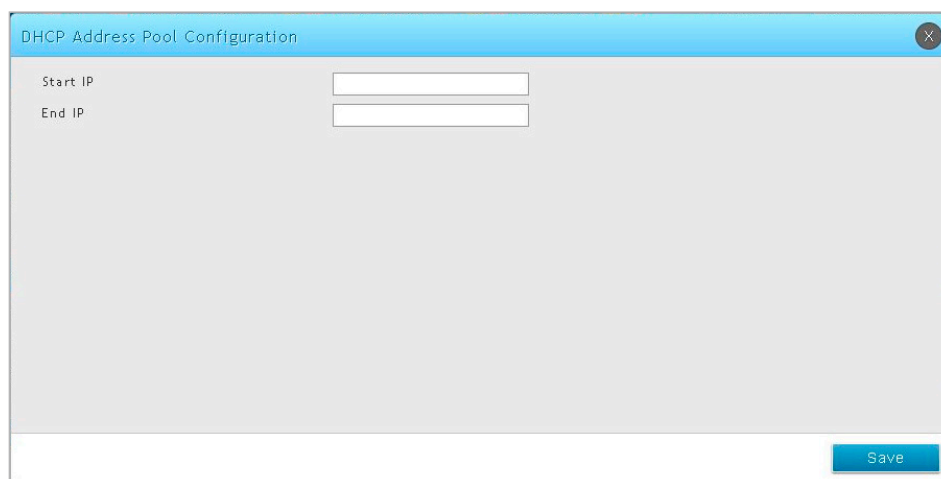 DHCP Address Pool Configuration
X
Start IP
End IP
Save